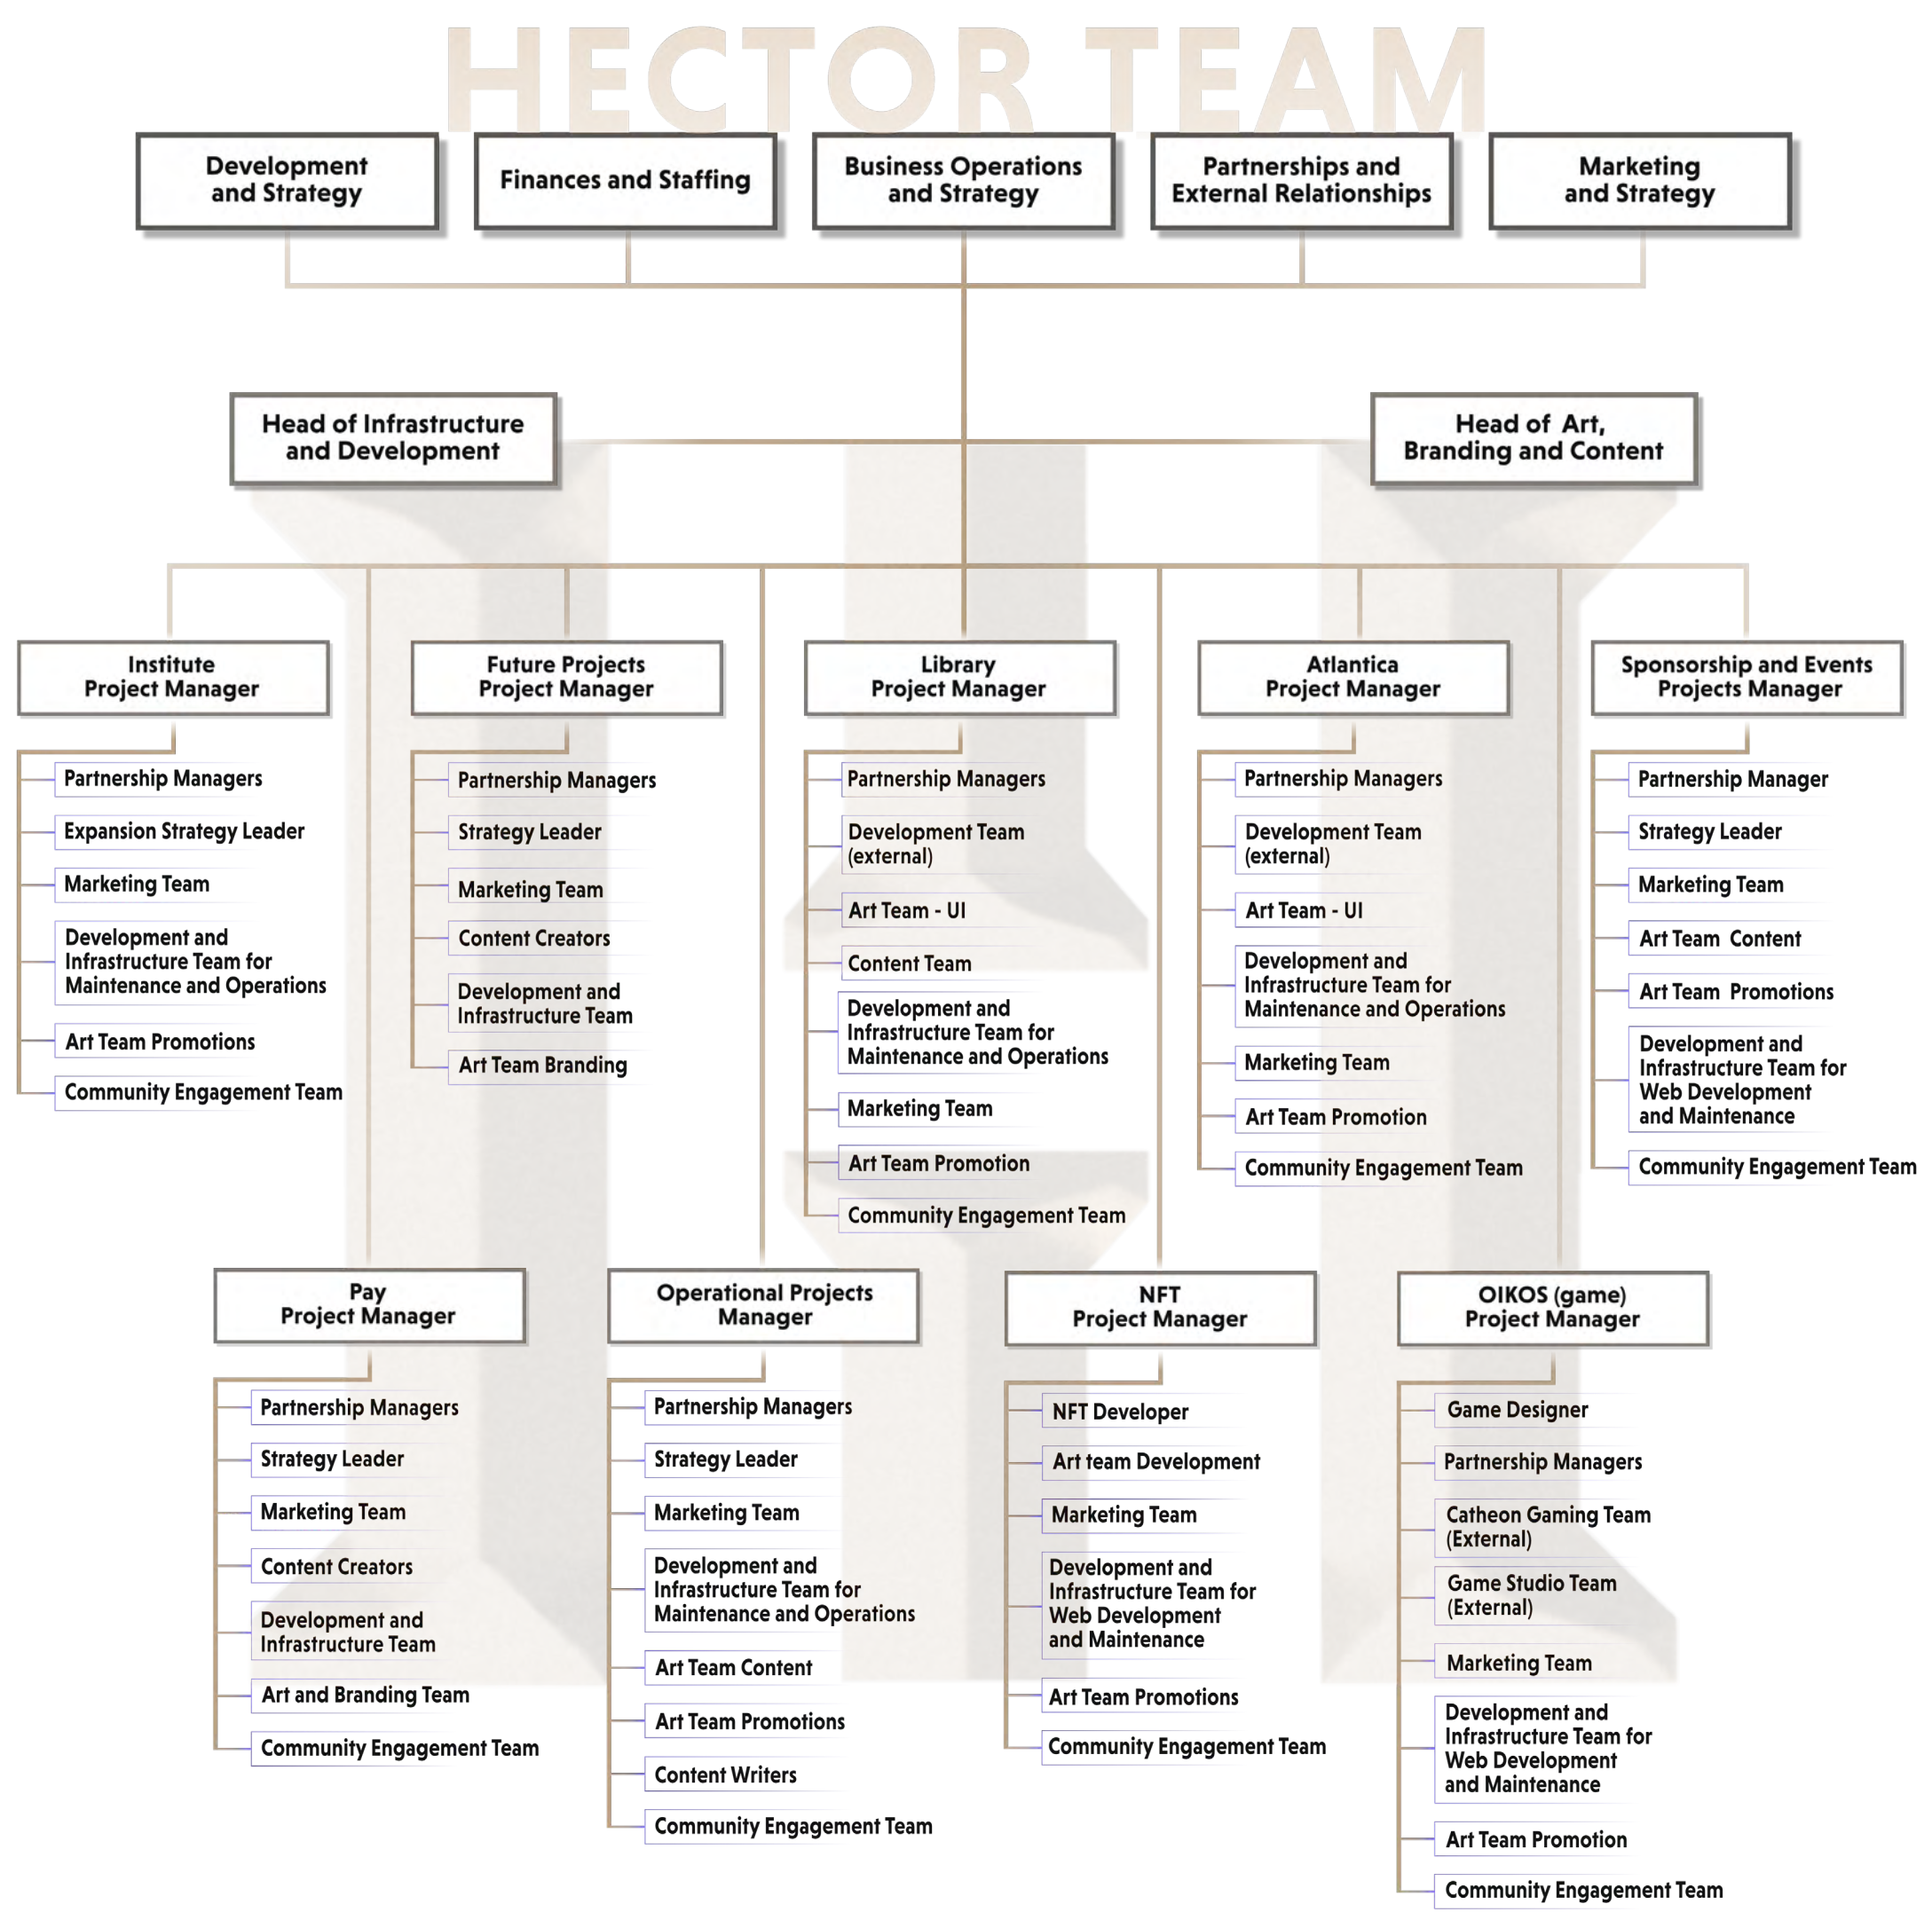 HECTOR TEAM
Development
and Strategy
Finances and Staffing
Business Operations
and Strategy
Partnerships and
External Relationships
Marketing
and Strategy
Head of Infrastructure
and Development
Head of Art,
Branding and Content
Institute
Project Manager
Partnership Managers
Expansion Strategy Leader
Marketing Team
Development and
Infrastructure Team for
Maintenance and Operations
Art Team Promotions
Community Engagement Team
Future Projects
Project Manager
Partnership Managers
Strategy Leader
Marketing Team
Content Creators
Development and
Infrastructure Team
Art Team Branding
Library
Project Manager
Partnership Managers
Development Team
(external)
Art Team - UI
Content Team
Development and
Infrastructure Team for
Maintenance and Operations
Marketing Team
Art Team Promotion
Community Engagement Team
Atlantica
Project Manager
Partnership Managers
Development Team
(external)
Art Team - UI
Development and
Infrastructure Team for
Maintenance and Operations
Marketing Team
Art Team Promotion
Community Engagement Team
Sponsorship and Events
Projects Manager
Partnership Manager
Strategy Leader
Marketing Team
Art Team Content
Art Team Promotions
Development and
Infrastructure Team for
Web Development
and Maintenance
Community Engagement Team
Pay
Project Manager
Partnership Managers
Strategy Leader
Marketing Team
Content Creators
Development and
Infrastructure Team
Art and Branding Team
Community Engagement Team
Operational Projects
Manager
Partnership Managers
Strategy Leader
Marketing Team
Development and
Infrastructure Team for
Maintenance and Operations
Art Team Content
Art Team Promotions
Content Writers
Community Engagement Team
NFT
Project Manager
NFT Developer
Art team Development
Marketing Team
Development and
Infrastructure Team for
Web Development
and Maintenance
Art Team Promotions
Community Engagement Team
OIKOS (game)
Project Manager
Game Designer
Partnership Managers
Catheon Gaming Team
(External)
Game Studio Team
(External)
Marketing Team
Development and
Infrastructure Team for
Web Development
and Maintenance
Art Team Promotion
Community Engagement Team